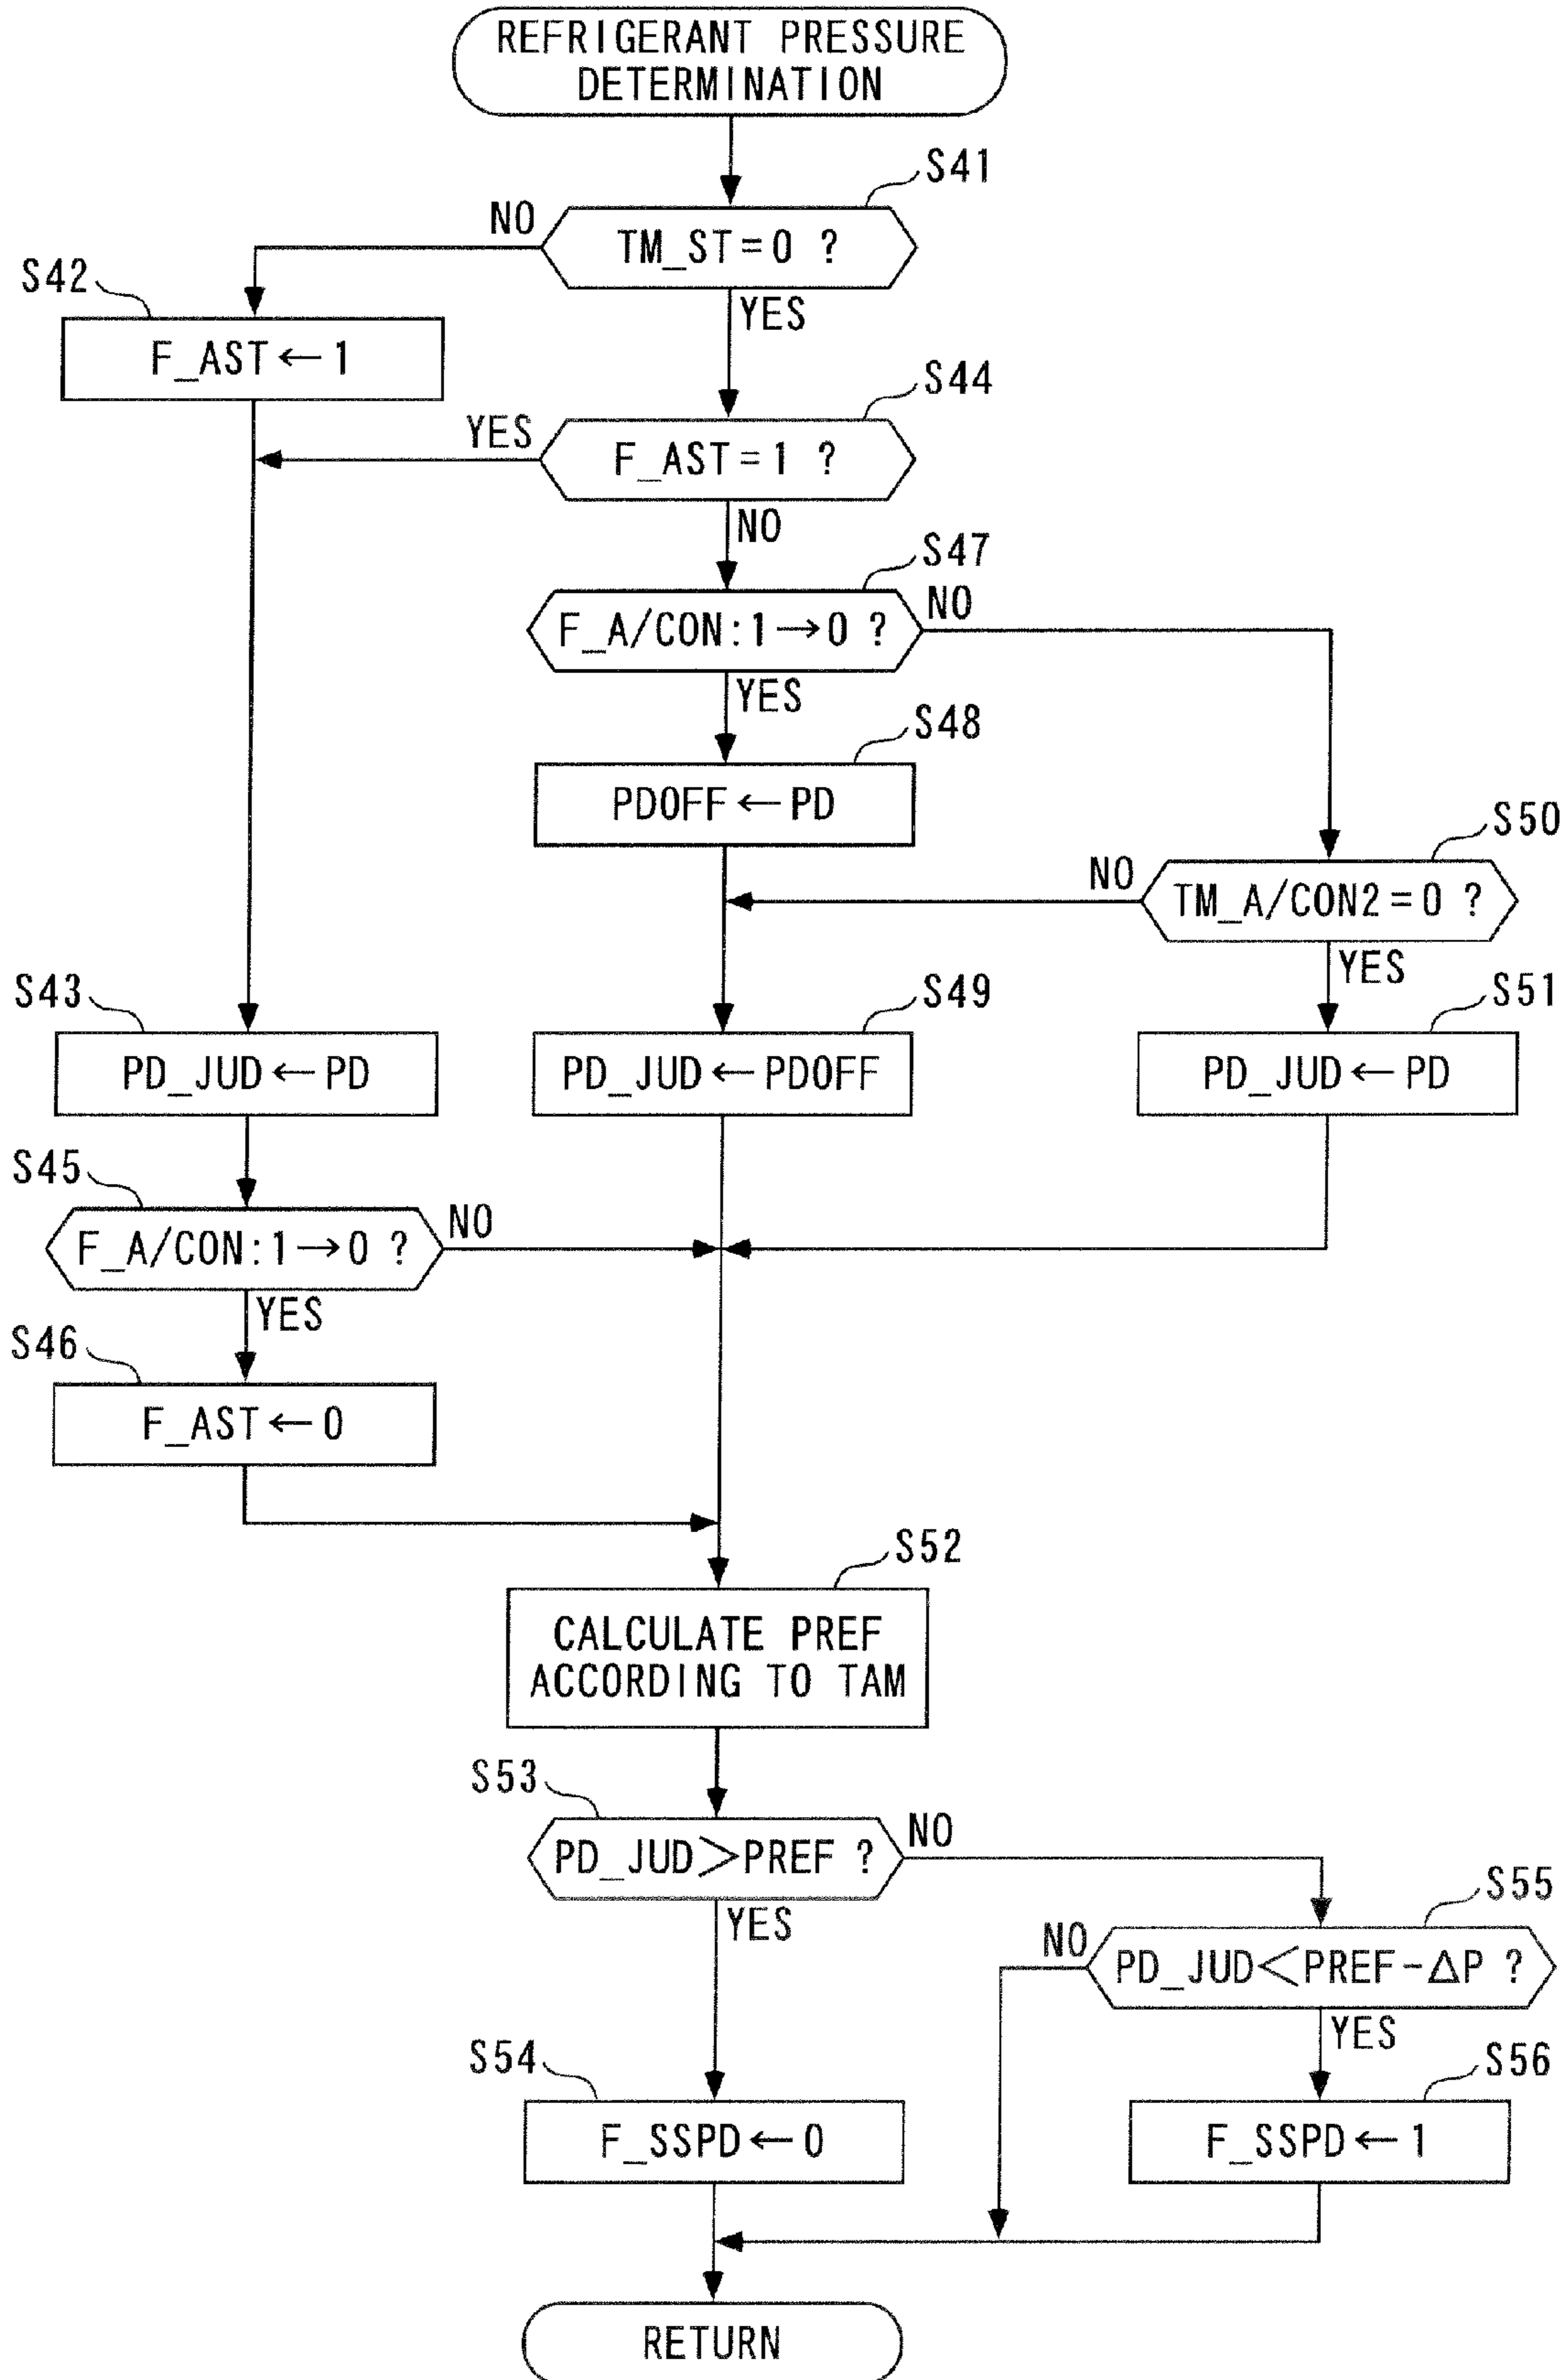 REFRIGERANT PRESSURE
DETERMINATION
S41
NO
TM_ST=0 ?
S42
YES
F_AST←1
S44
YES
F_AST=1 ?
NO
S47
NO
F_A/CON:1→0 ?
YES
S48
PDOFF←PD
S50
NO
TM_A/CON2=0 ?
YES
S43
S49
S51
PD_JUD←PD
PD_JUD←PDOFF
PD_JUD←PD
S45
NO
F_A/CON:1→0 ?
YES
S46
F_AST←0
S52
CALCULATE PREF
ACCORDING TO TAM
S53
NO
PD_JUD>PREF ?
S55
YES
NO
PD_JUD<PREF-ΔP ?
YES
S54
S56
F_SSPD←0
F_SSPD←1
RETURN